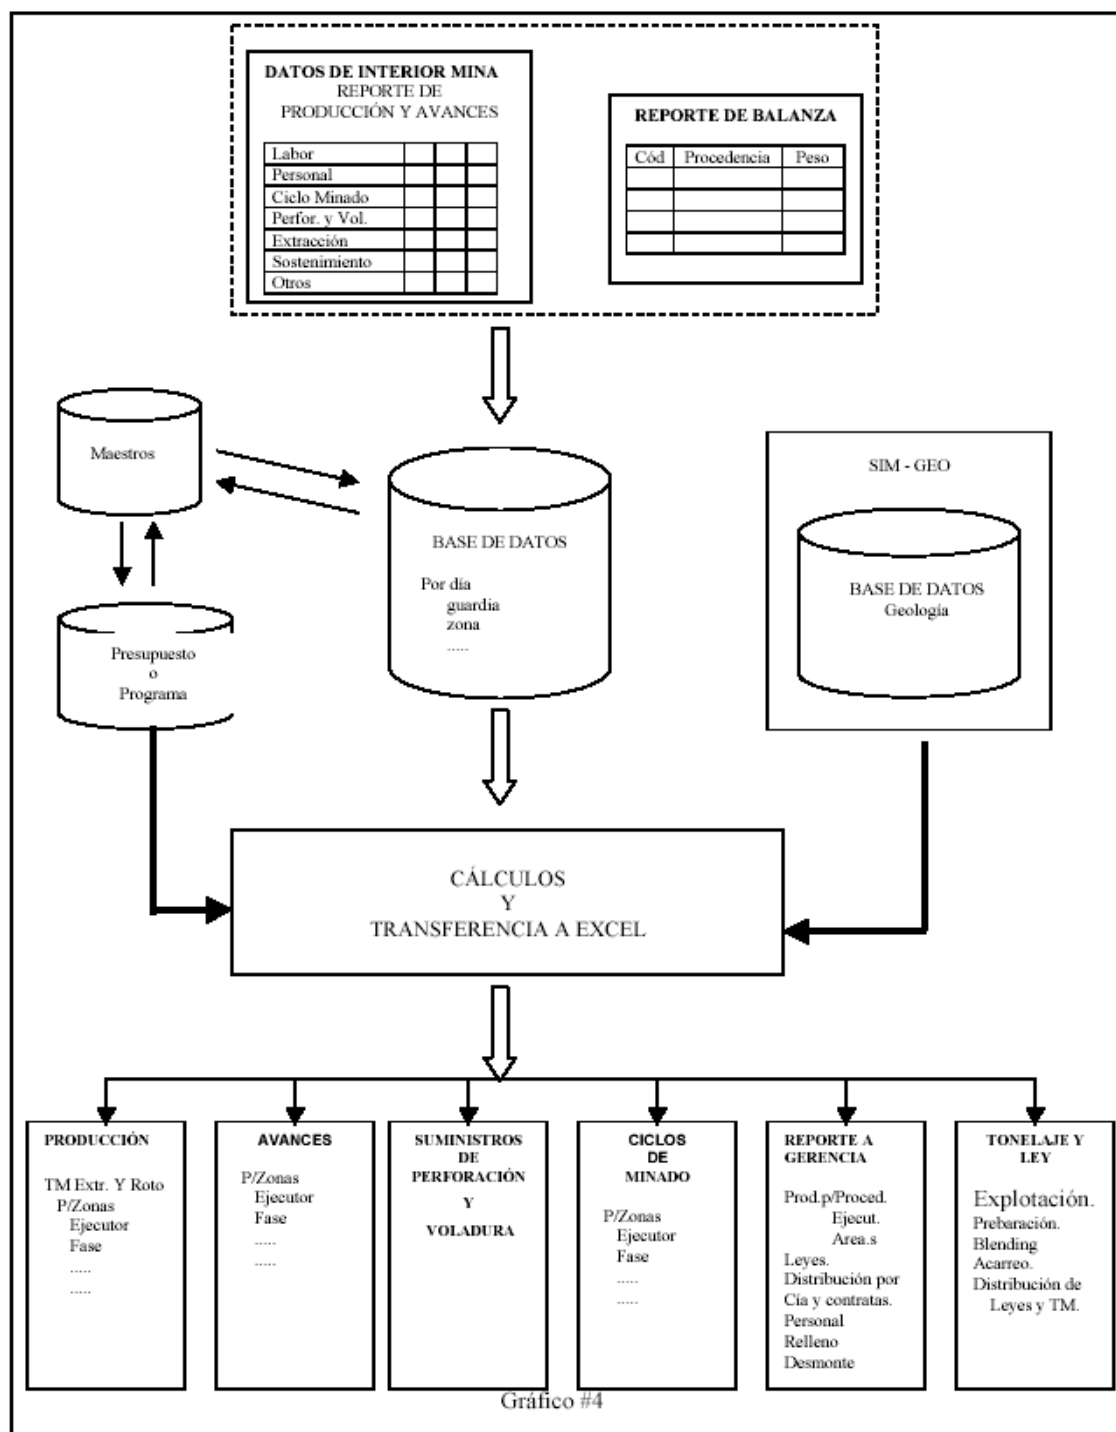 DATOS DE INTERIOR MINA
REPORTE DE
PRODUCCIÓN Y AVANCES
Labor
Personal
Ciclo Minado
Perfor. y Vol.
Extracción
Sostenimiento
Otros
REPORTE DE BALANZA
Cód Procedencia Peso
Maestros
Presupuesto
o
Programa
BASE DE DATOS
Por día
guardia
zona
.....
SIM - GEO
BASE DE DATOS
Geología
CÁLCULOS
Y
TRANSFERENCIA A EXCEL
PRODUCCIÓN
TM Extr. Y Roto
P/Zonas
Ejecutor
Fase
.....
.....
AVANCES
P/Zonas
Ejecutor
Fase
.....
.....
SUMINISTROS
DE
PERFORACIÓN
Y
VOLADURA
CICLOS
DE
MINADO
P/Zonas
Ejecutor
Fase
.....
.....
REPORTE A
GERENCIA
Prod.p/Proced.
Ejecut.
Area.s
Leyes.
Distribución por
Cía y contratas.
Personal
Relleno
Desmonte
TONELAJE Y
LEY
Explotación.
Prebaración.
Blending
Acarreo.
Distribución de
Leyes y TM.
Gráfico #4